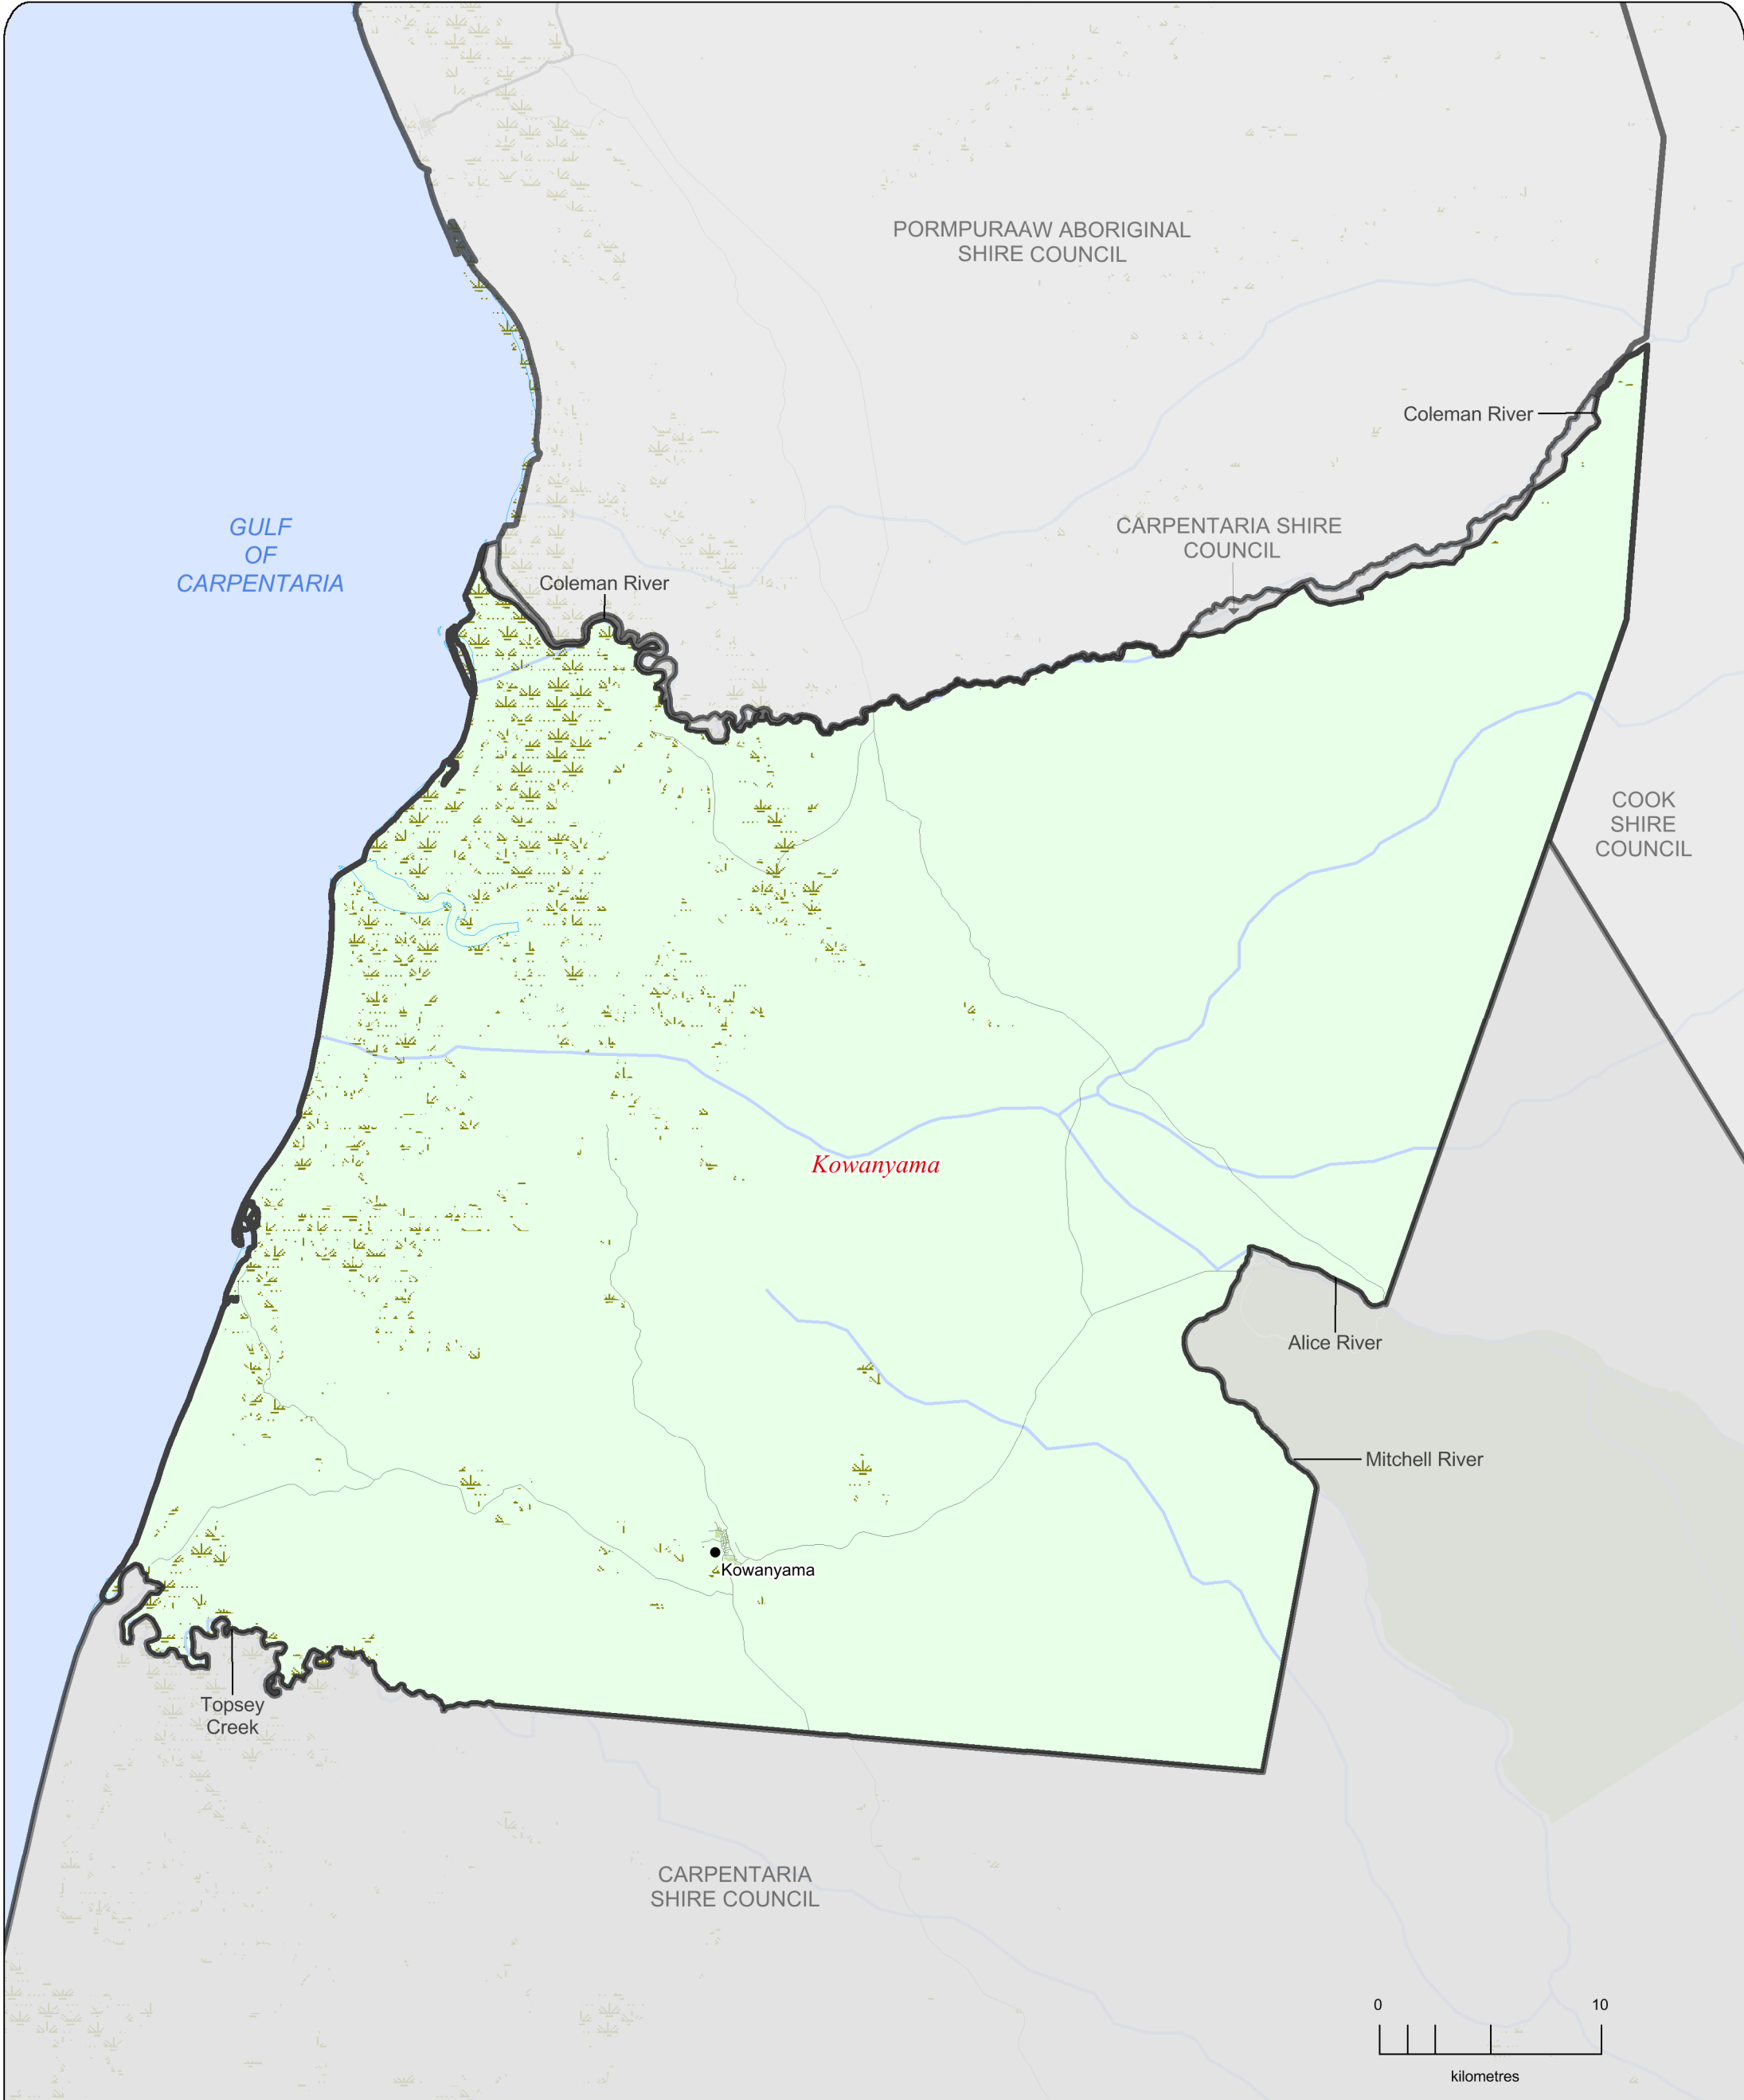 PORMPURAAW ABORIGINAL
SHIRE COUNCIL
Coleman River
GULF
OF
CARPENTARIA
CARPENTARIA SHIRE
COUNCIL
Coleman River
COOK
SHIRE
COUNCIL
Kowanyama
Alice River
Mitchell River
Kowanyama
Topsey
Creek
CARPENTARIA
SHIRE COUNCIL
0 10
kilometres